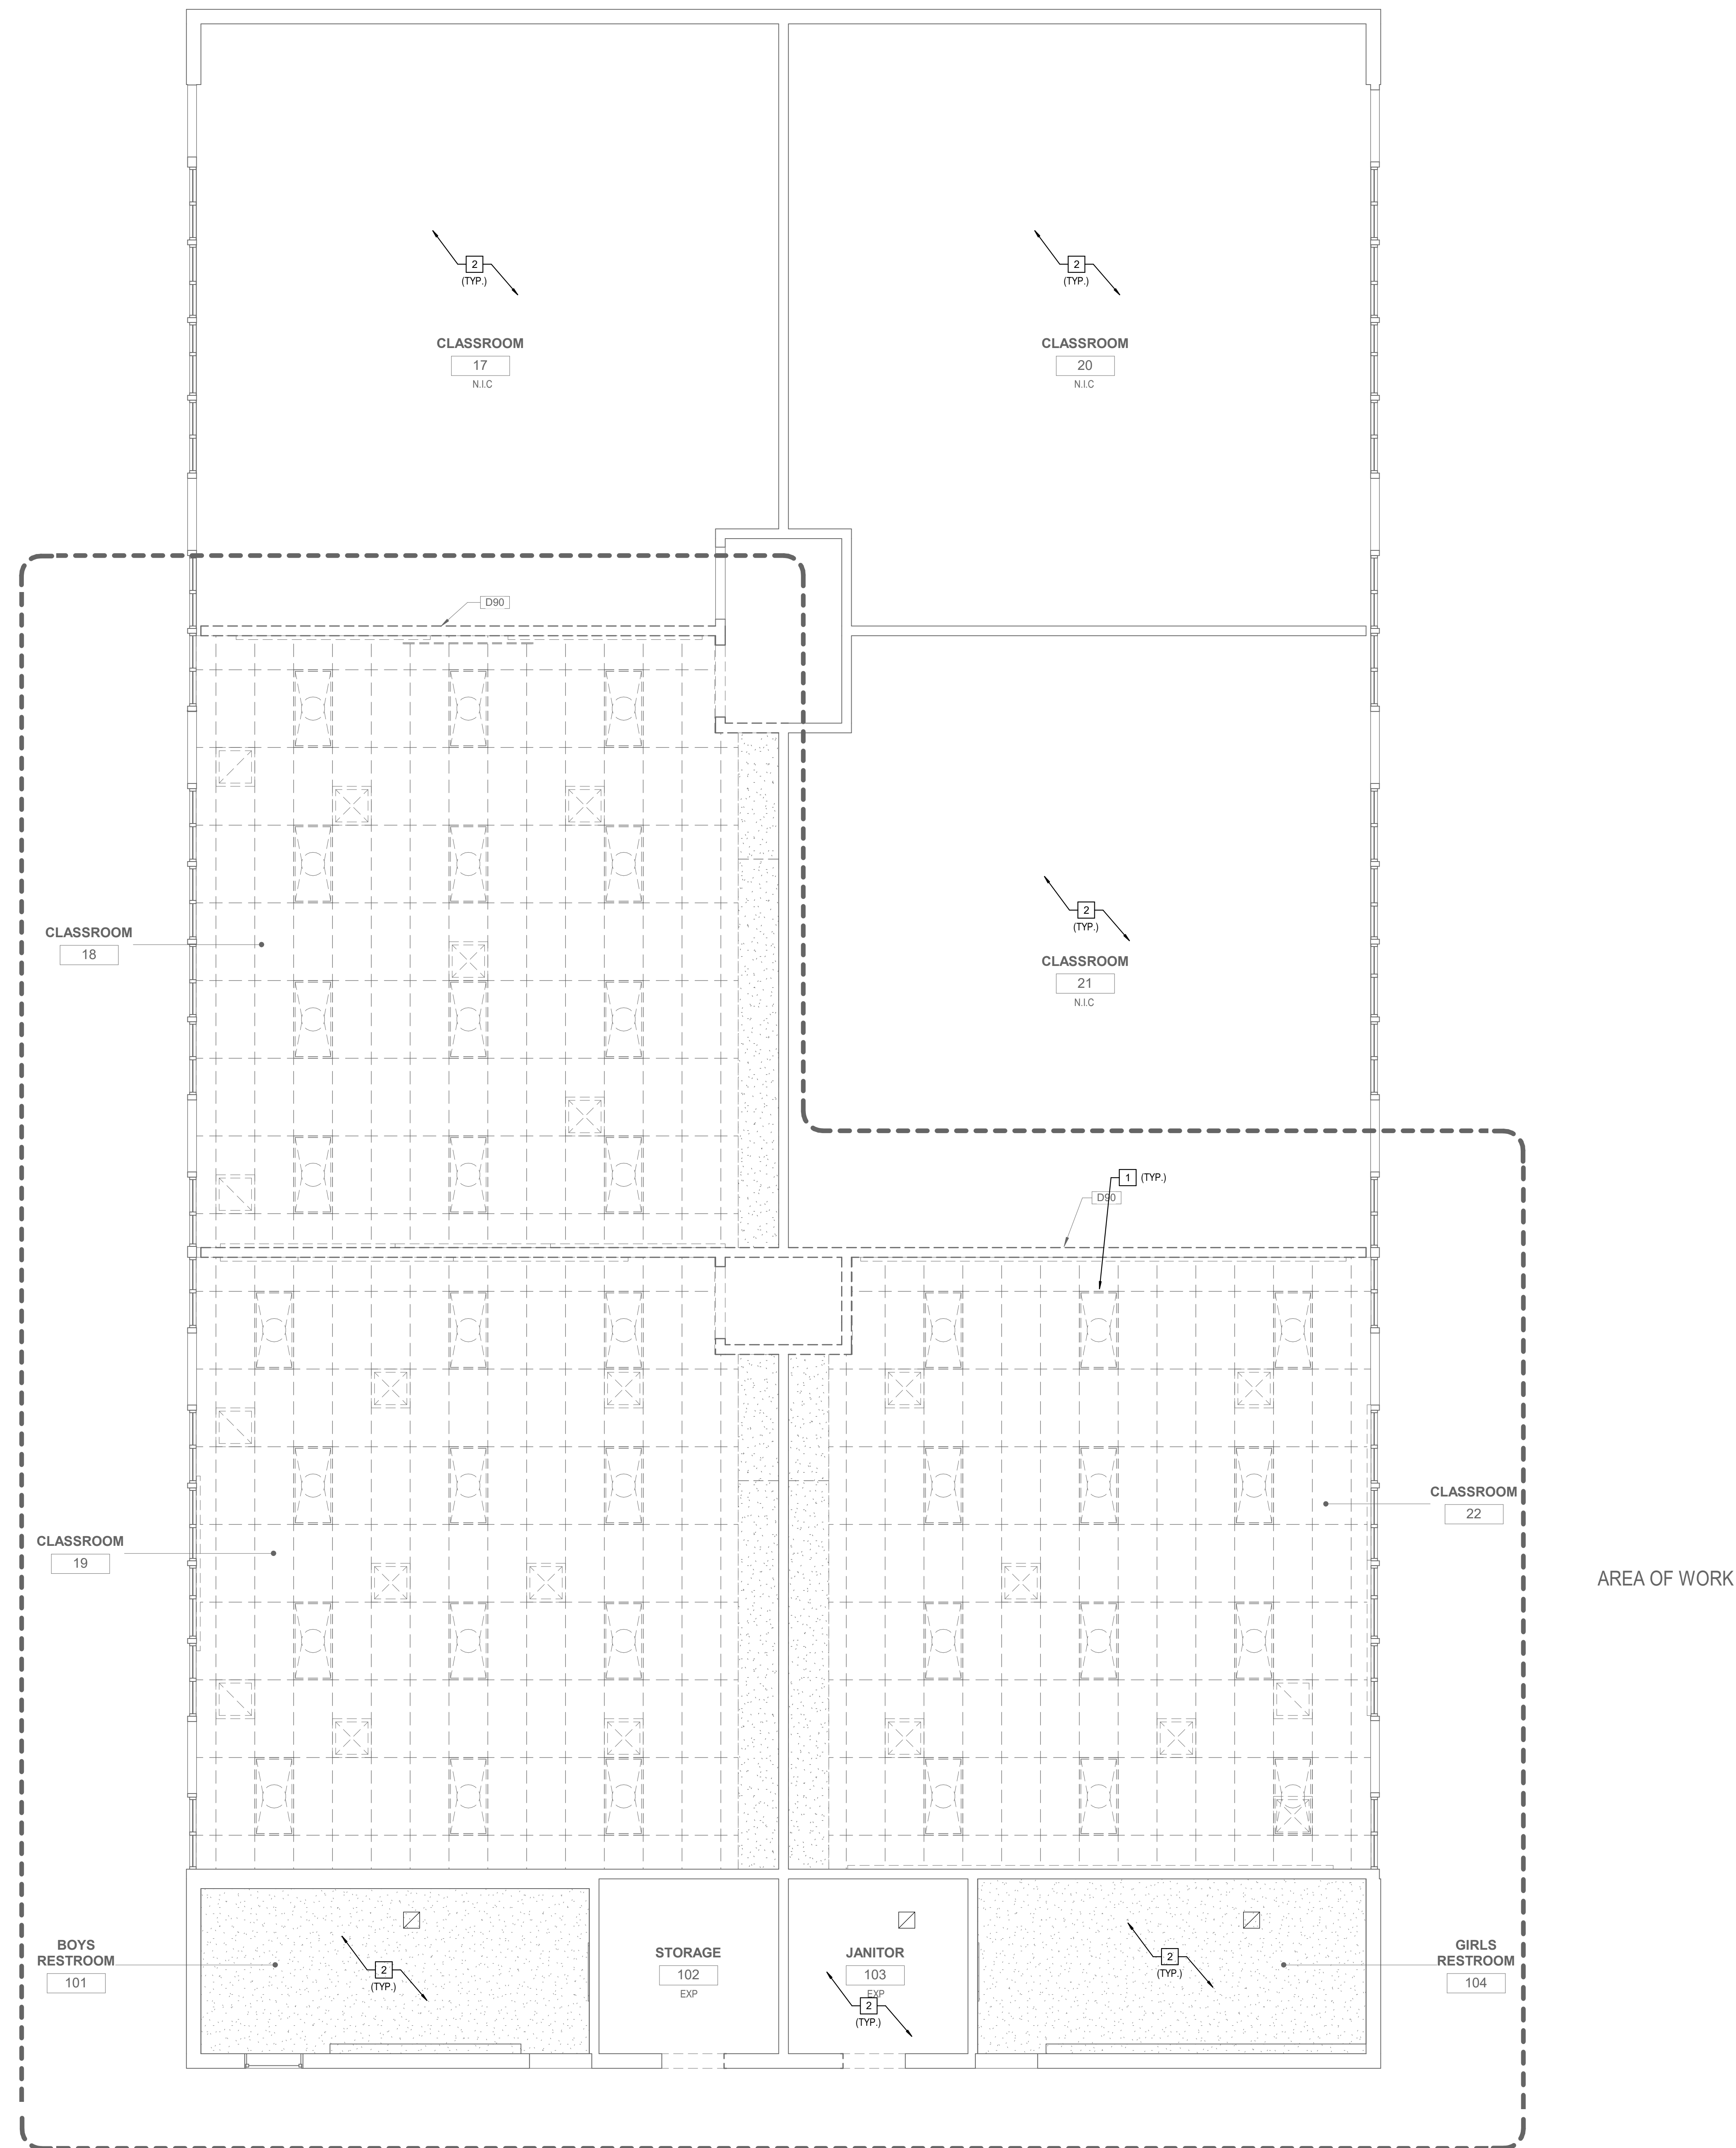 2
(TYP.)
CLASSROOM
17
N.I.C
2
(TYP.)
CLASSROOM
20
N.I.C
D90
CLASSROOM
18
2
(TYP.)
CLASSROOM
21
N.I.C
1 (TYP.)
D90
CLASSROOM
22
CLASSROOM
19
AREA OF WORK
BOYS
RESTROOM
101
2
(TYP.)
STORAGE
102
EXP
JANITOR
103
EXP
2
(TYP.)
2
(TYP.)
GIRLS
RESTROOM
104